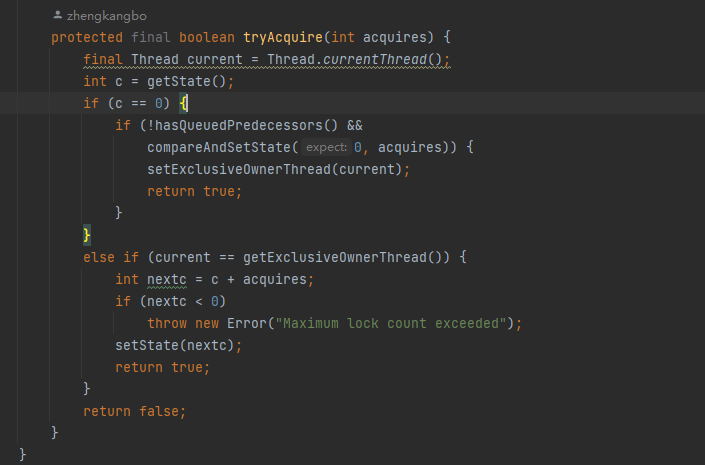 zhengkangbo
protected final boolean tryAcquire(int acquires) {
    final Thread current = Thread.currentThread();
    int c = getState();
    if (c == 0) {
        if (!hasQueuedPredecessors() &&
            compareAndSetState( expect: 0, acquires)) {
            setExclusiveOwnerThread(current);
            return true;
        }
    }
    else if (current == getExclusiveOwnerThread()) {
        int nextc = c + acquires;
        if (nextc < 0)
            throw new Error("Maximum lock count exceeded");
        setState(nextc);
        return true;
    }
    return false;
}
}